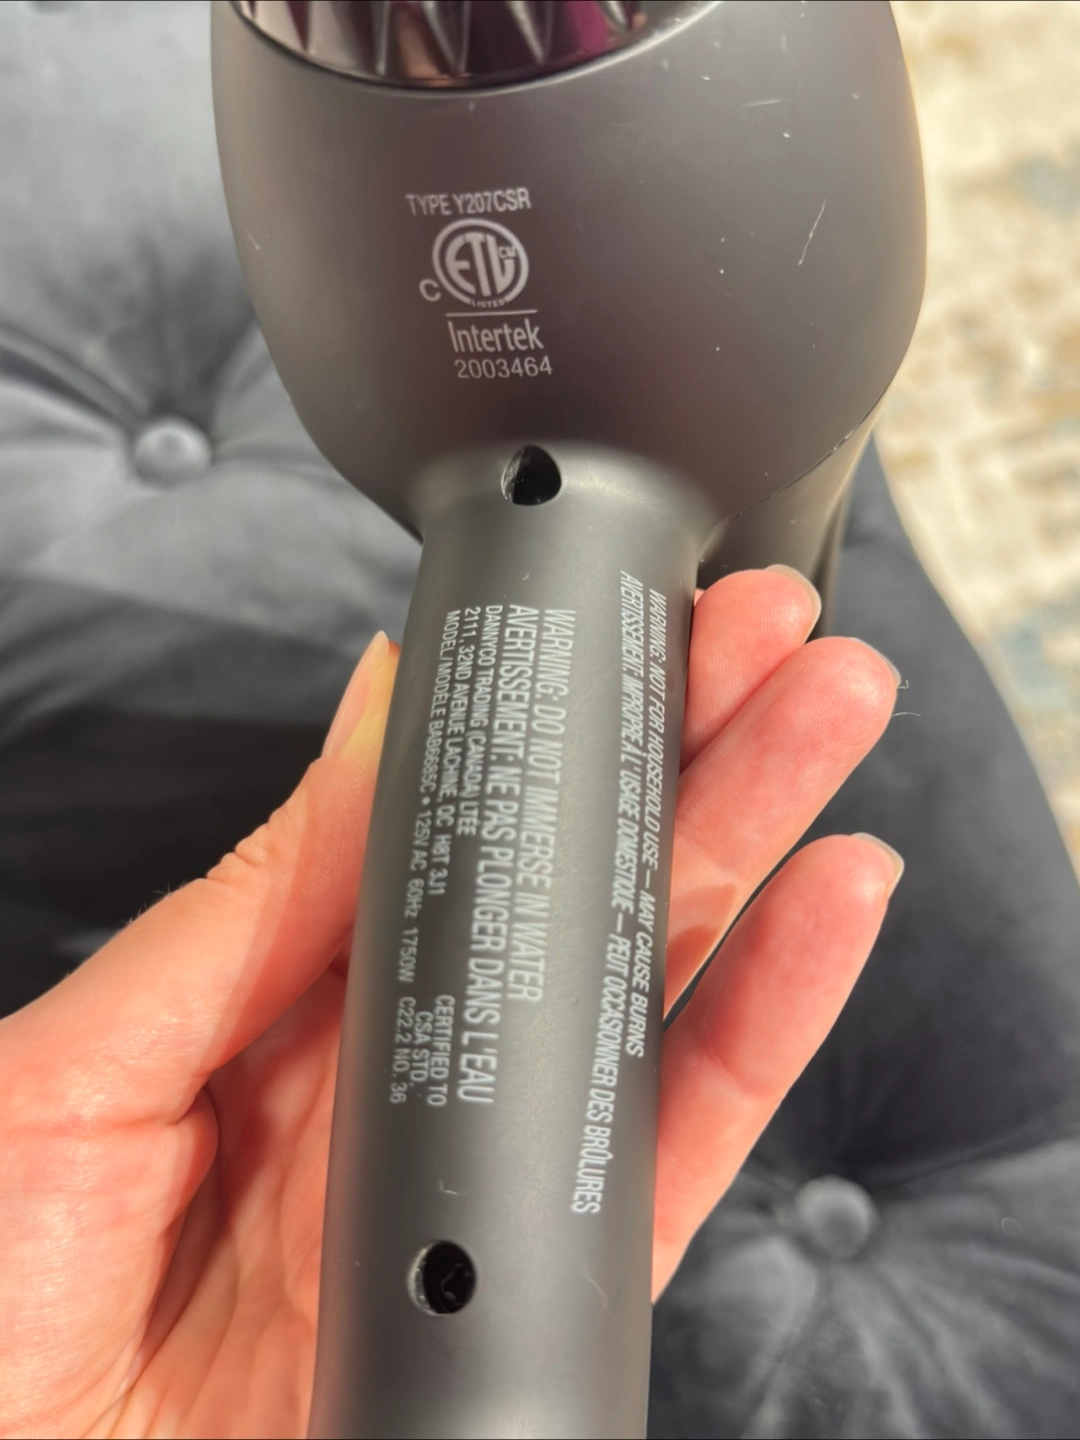 TYPE Y207CSR
C ETL CM
LISTED
Intertek
2003464
WARNING: NOT FOR HOUSEHOLD USE — MAY CAUSE BURNS
AVERTISSEMENT: IMPROPRE À L'USAGE DOMESTIQUE — PEUT OCCASIONNER DES BRÛLURES
WARNING: DO NOT IMMERSE IN WATER
AVERTISSEMENT: NE PAS PLONGER DANS L'EAU
DANNYCO TRADING (CANADA) LTÉE
2111, 32ND AVENUE LACHINE, QC H8T 3J1
MODEL / MODÈLE BAB6665C • 125V AC 60Hz 1750W
CERTIFIED TO
CSA STD.
C22.2 NO. 36